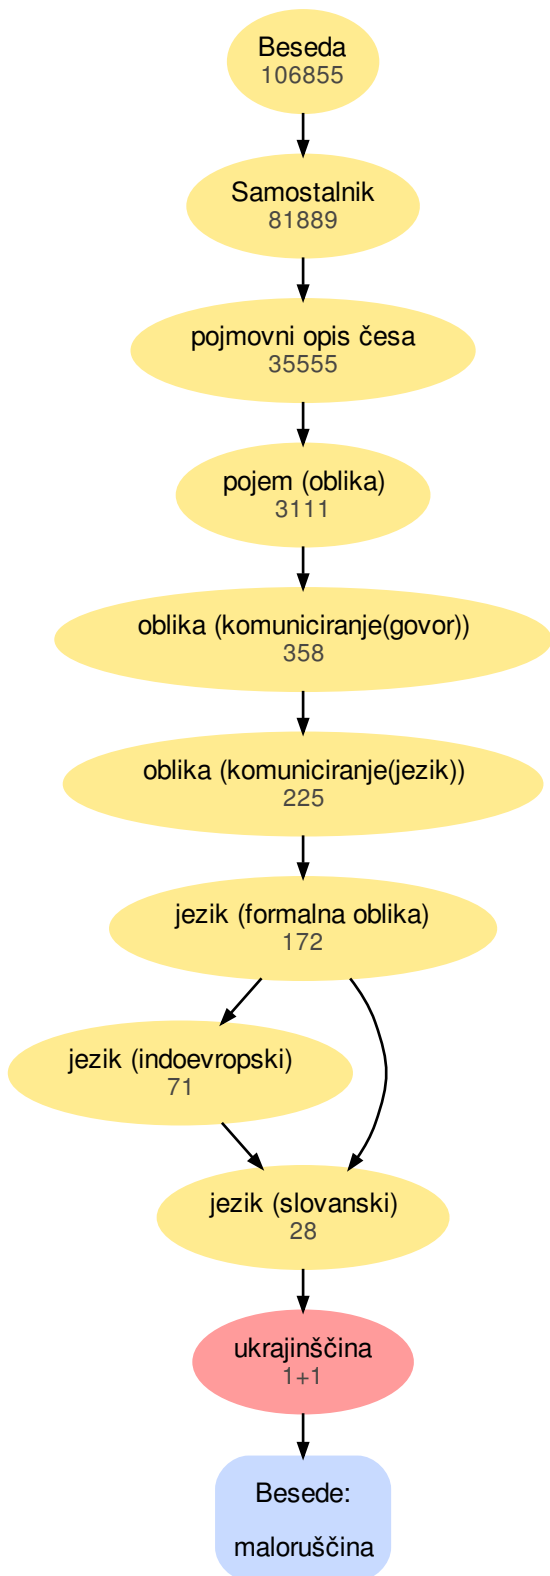 Beseda
106855
Samostalnik
81889
pojmovni opis česa
35555
pojem (oblika)
3111
oblika (komuniciranje(govor))
358
oblika (komuniciranje(jezik))
225
jezik (formalna oblika)
172
jezik (indoevropski)
71
jezik (slovanski)
28
ukrajinščina
1+1
Besede:
maloruščina